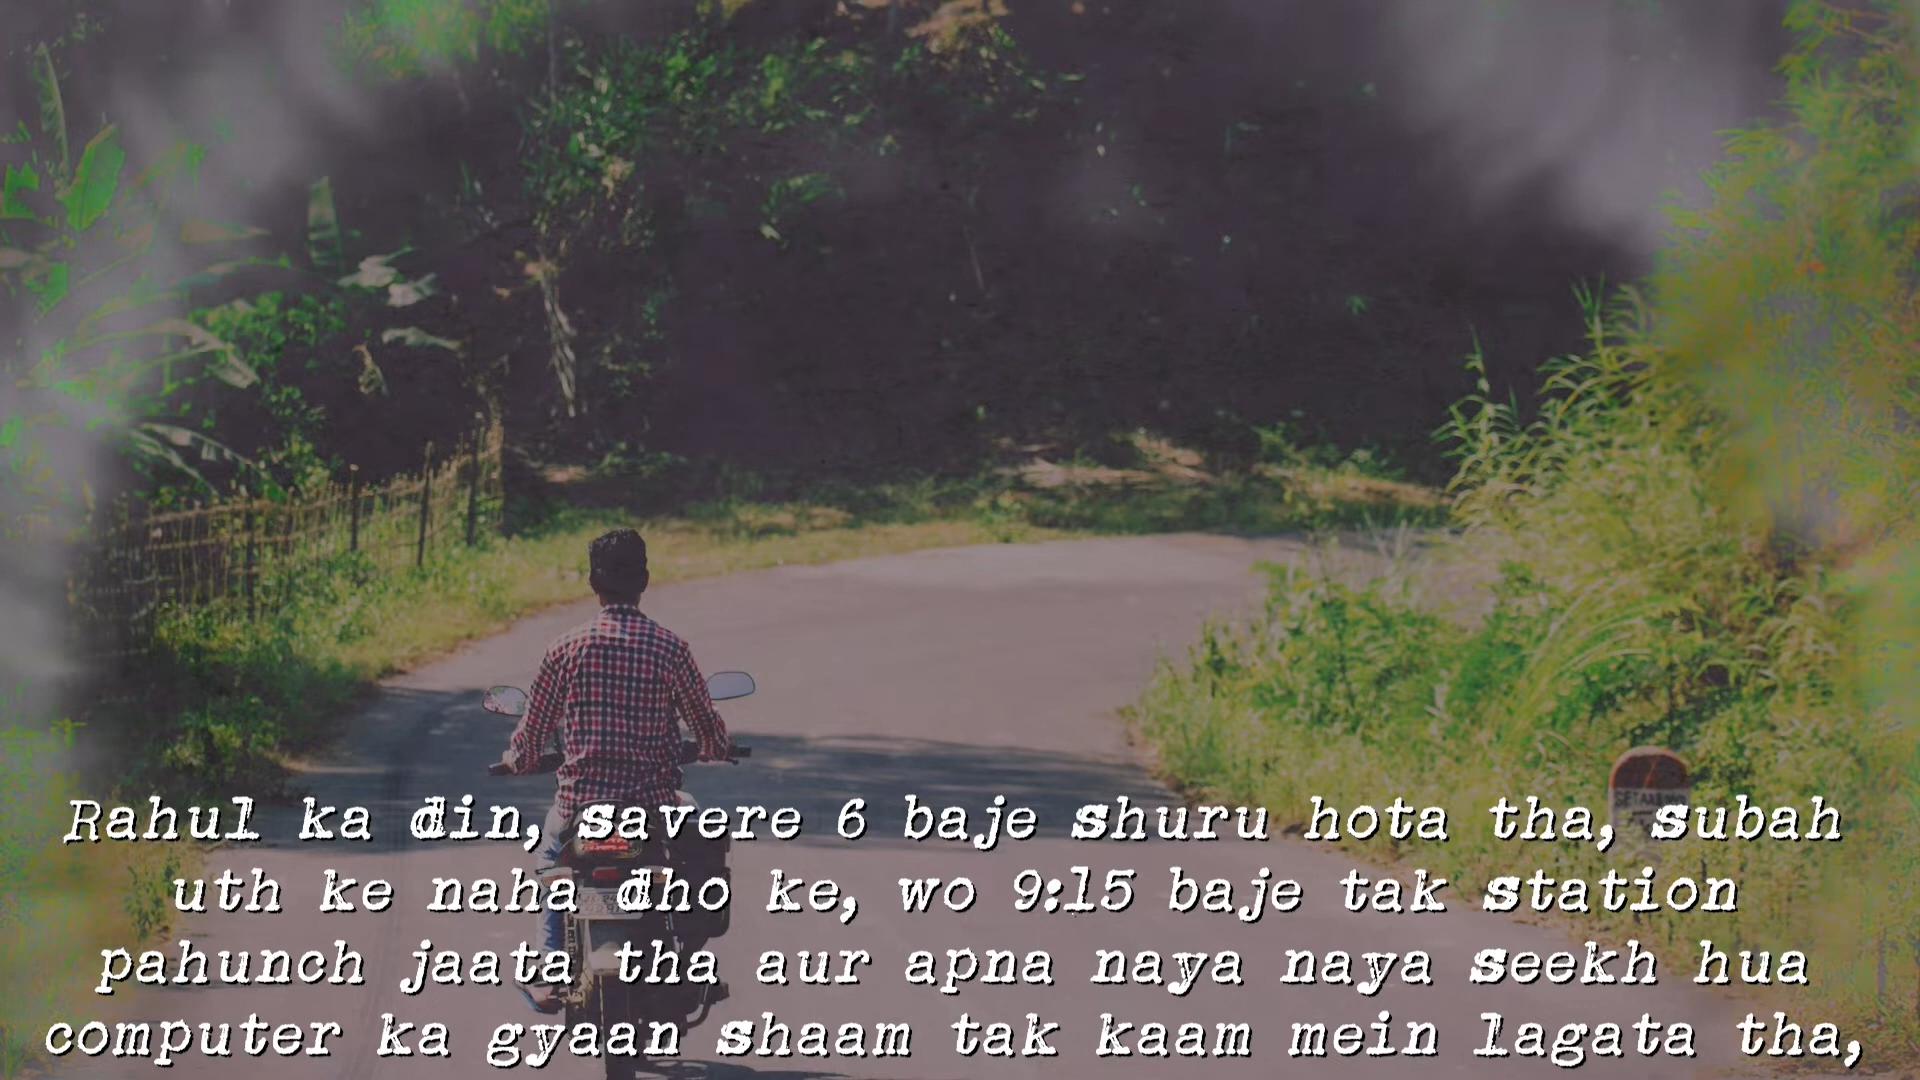 Rahul ka din, savere 6 baje shuru hota tha, subah
uth ke naha dho ke, wo 9:15 baje tak station
pahunch jaata tha aur apna naya naya seekh hua
computer ka gyaan shaam tak kaam mein lagata tha,